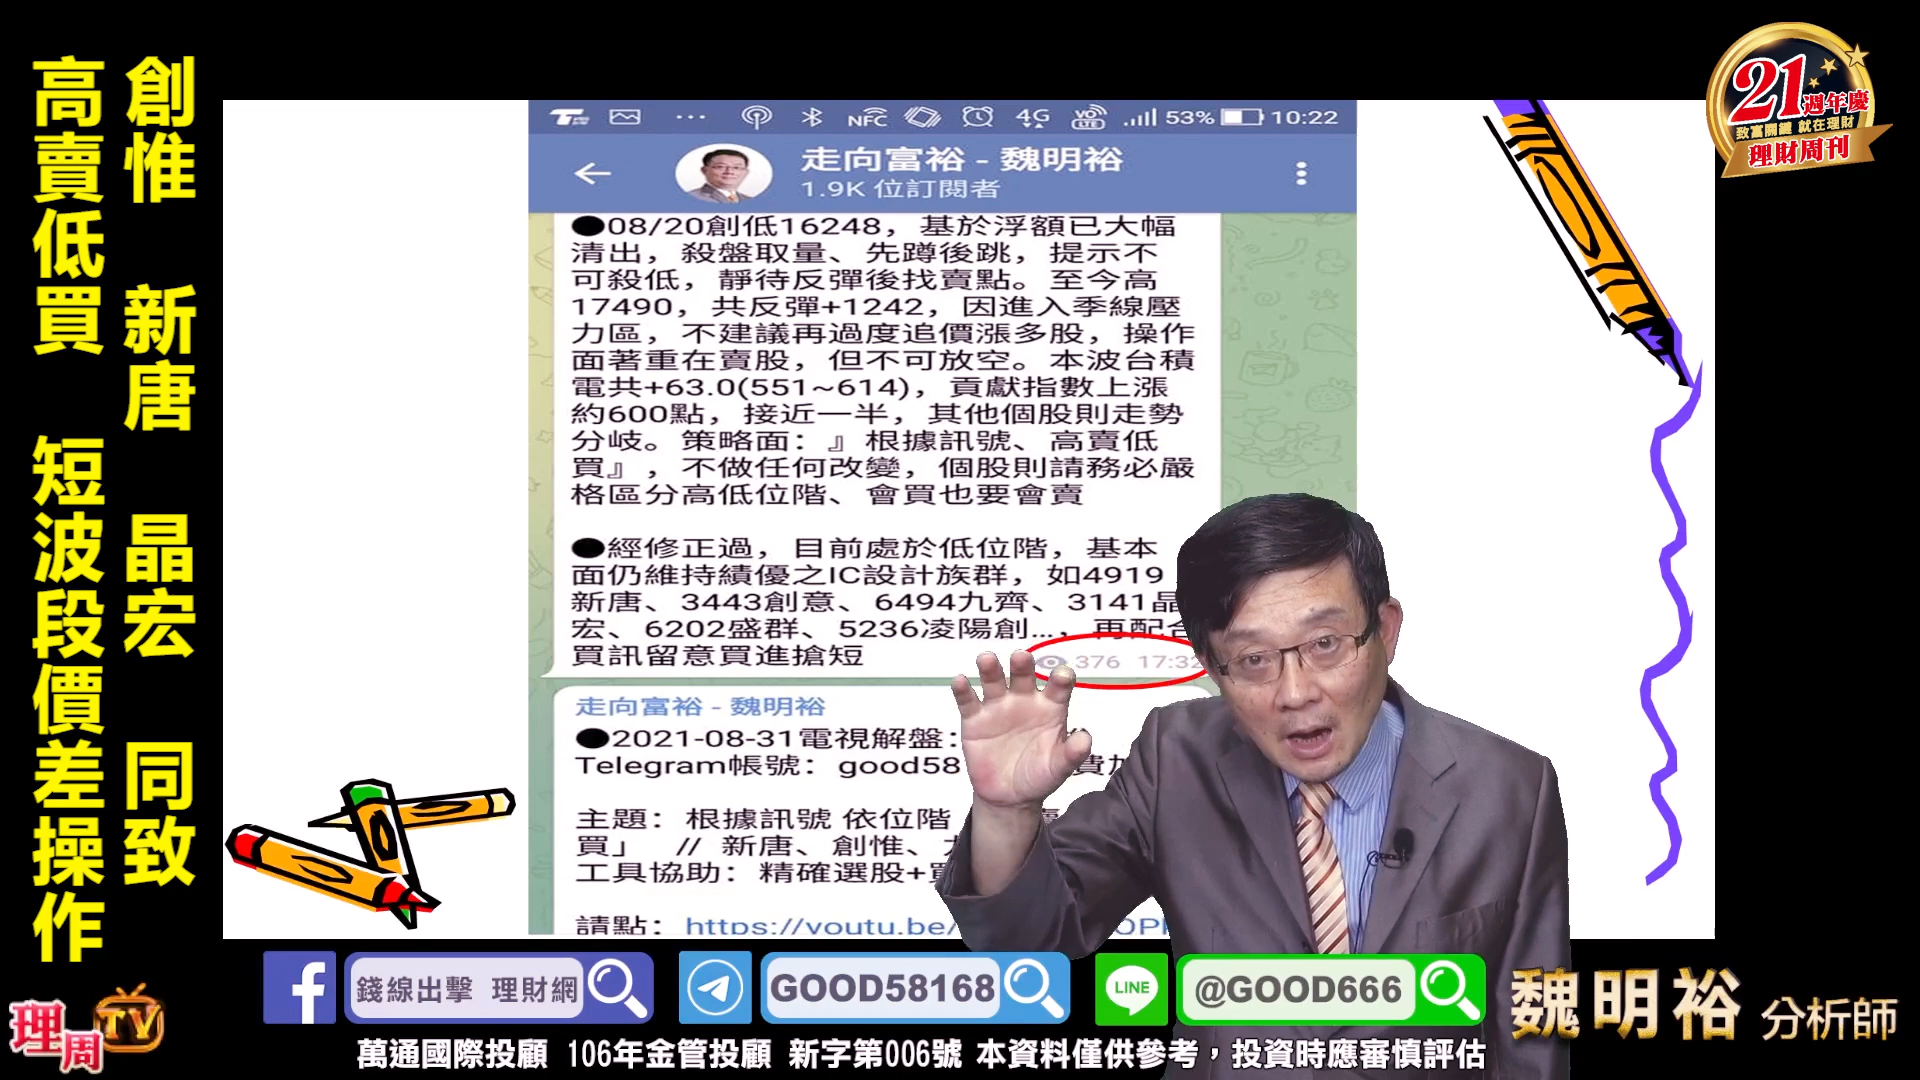 創惟 新唐 晶宏 同致
高賣低買 短波段價差操作
21週年慶
致富關鍵 就在理財
理財周刊
NFC 4G VO LTE 53% 10:22
走向富裕 - 魏明裕
1.9K 位訂閱者
●08/20創低16248，基於浮額已大幅
清出，殺盤取量、先蹲後跳，提示不
可殺低，靜待反彈後找賣點。至今高
17490，共反彈+1242，因進入季線壓
力區，不建議再過度追價漲多股，操作
面著重在賣股，但不可放空。本波台積
電共+63.0(551~614)，貢獻指數上漲
約600點，接近一半，其他個股則走勢
分岐。策略面：』根據訊號、高賣低
買』，不做任何改變，個股則請務必嚴
格區分高低位階、會買也要會賣
●經修正過，目前處於低位階，基本
面仍維持績優之IC設計族群，如4919
新唐、3443創意、6494九齊、3141晶
宏、6202盛群、5236凌陽創...，再配合
買訊留意買進搶短
376 17:32
走向富裕 - 魏明裕
●2021-08-31電視解盤：
Telegram帳號：good58
主題：根據訊號 依位階
買」 // 新唐、創惟、
工具協助：精確選股+
請點：https://youtu.be/
錢線出擊 理財網
GOOD58168
LINE
@GOOD666
魏明裕 分析師
理周TV
萬通國際投顧 106年金管投顧 新字第006號 本資料僅供參考，投資時應審慎評估